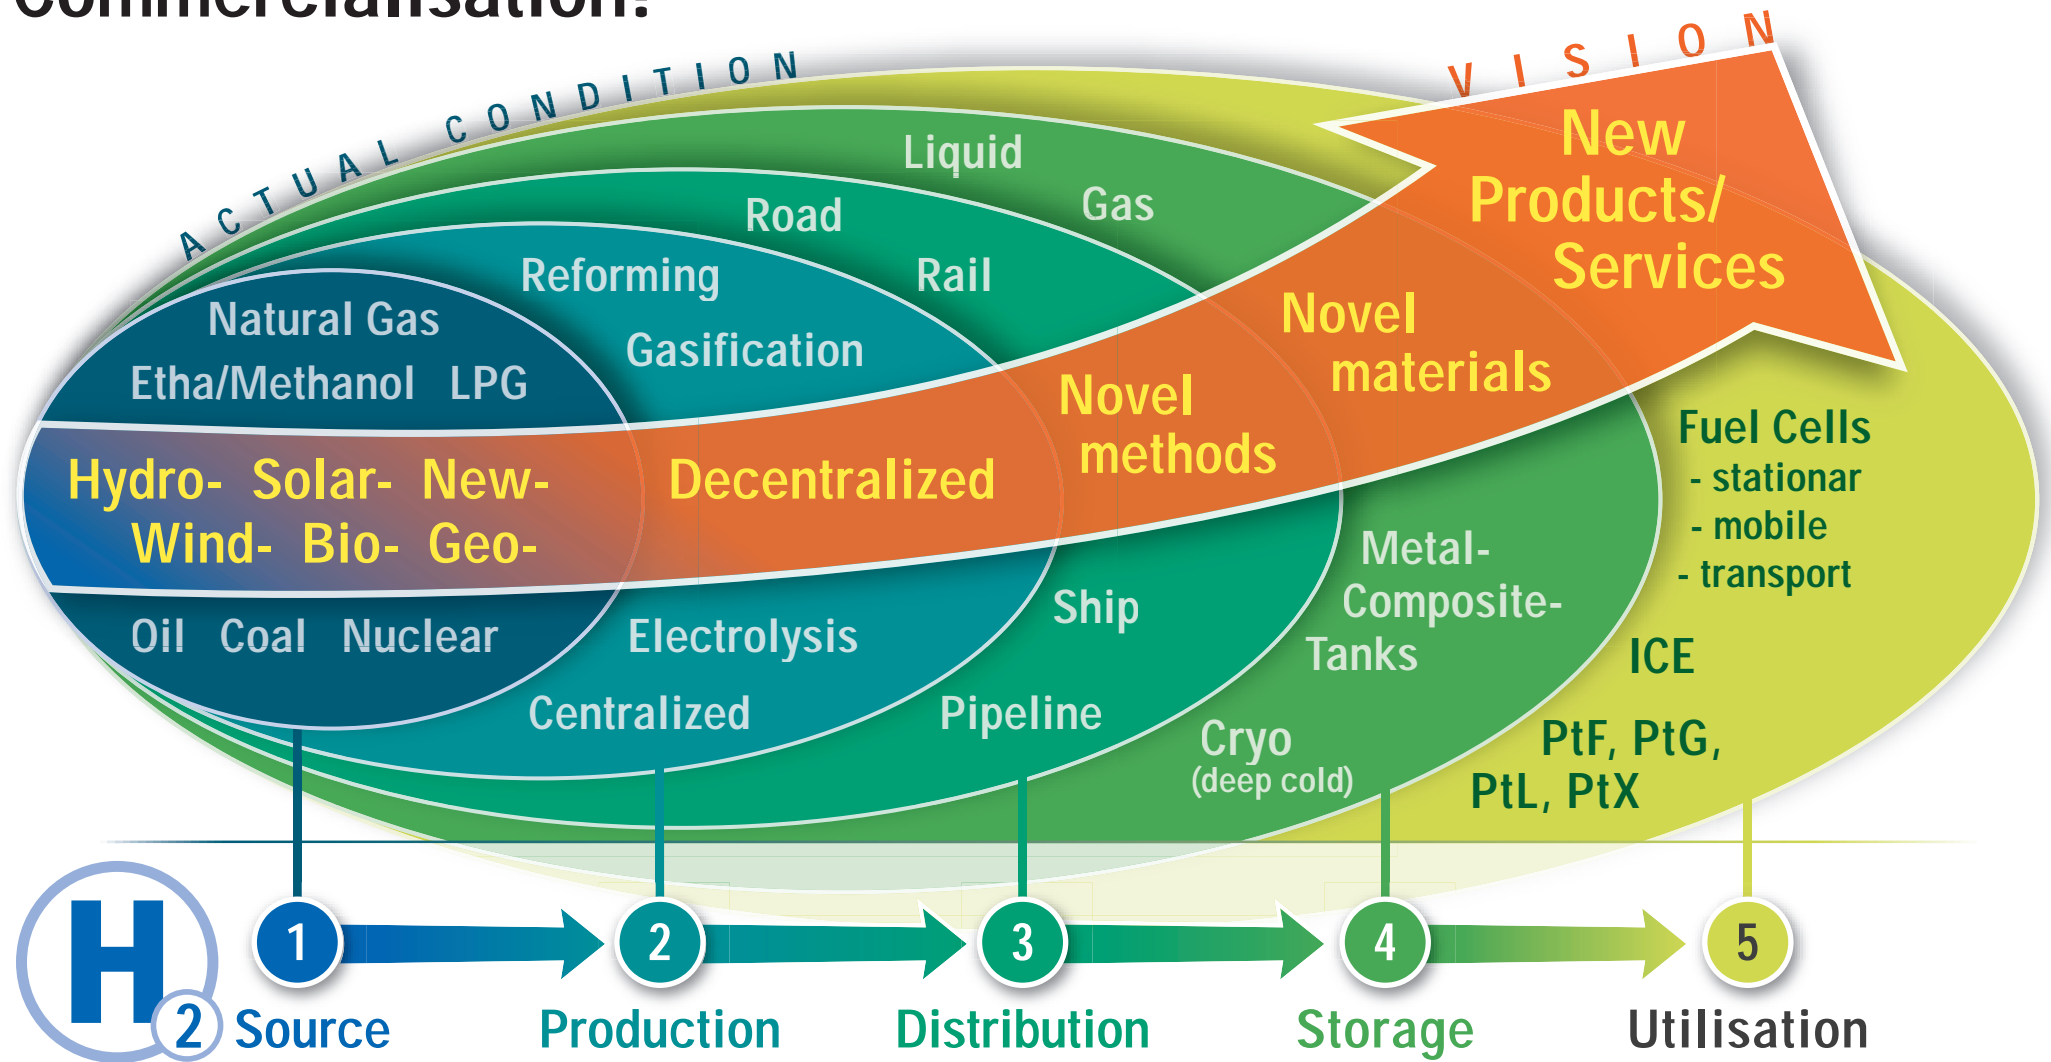 Commercialisation:
ACTUAL CONDITION
VISION
New
Products/
Services
Liquid
Gas
Road
Rail
Reforming
Gasification
Natural Gas
Etha/Methanol LPG
Novel
materials
Novel
methods
Decentralized
Hydro- Solar- New-
Wind- Bio- Geo-
Fuel Cells
- stationar
- mobile
- transport
Oil Coal Nuclear
Electrolysis
Centralized
Ship
Pipeline
Metal-
Composite-
Tanks
Cryo
(deep cold)
ICE
PtF, PtG,
PtL, PtX
H2
1 2 3 4 5
Source Production Distribution Storage Utilisation